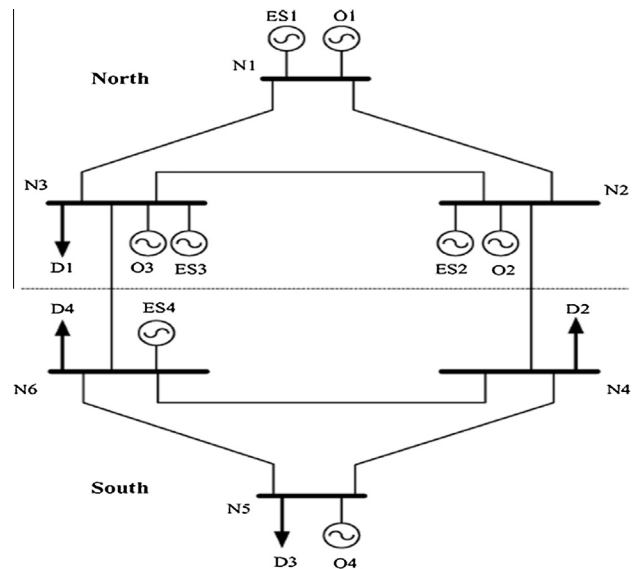 ES1 O1
N1
North
N3
N2
D1 O3 ES3
ES2 O2
D4 ES4
D2
N6
N4
South
N5
D3 O4